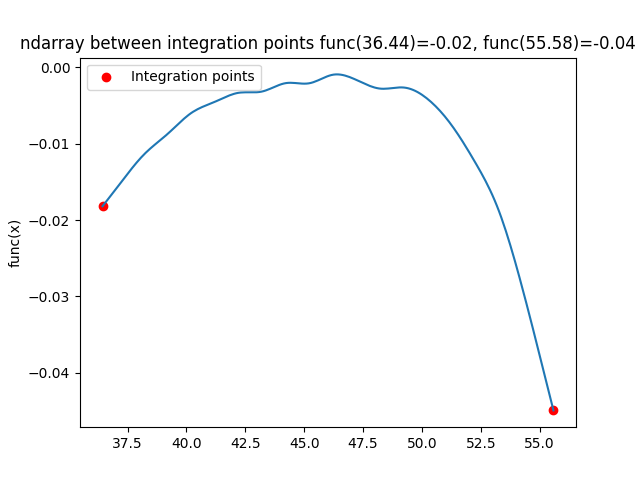 ndarray between integration points func(36.44)=-0.02, func(55.58)=-0.04
Integration points
func(x)
0.00
−0.01
−0.02
−0.03
−0.04
37.5 40.0 42.5 45.0 47.5 50.0 52.5 55.0